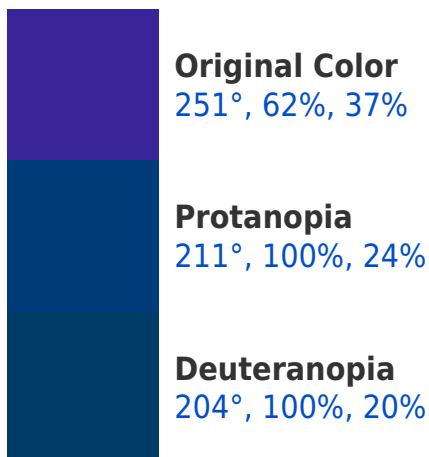 Original Color
251°, 62%, 37%
Protanopia
211°, 100%, 24%
Deuteranopia
204°, 100%, 20%